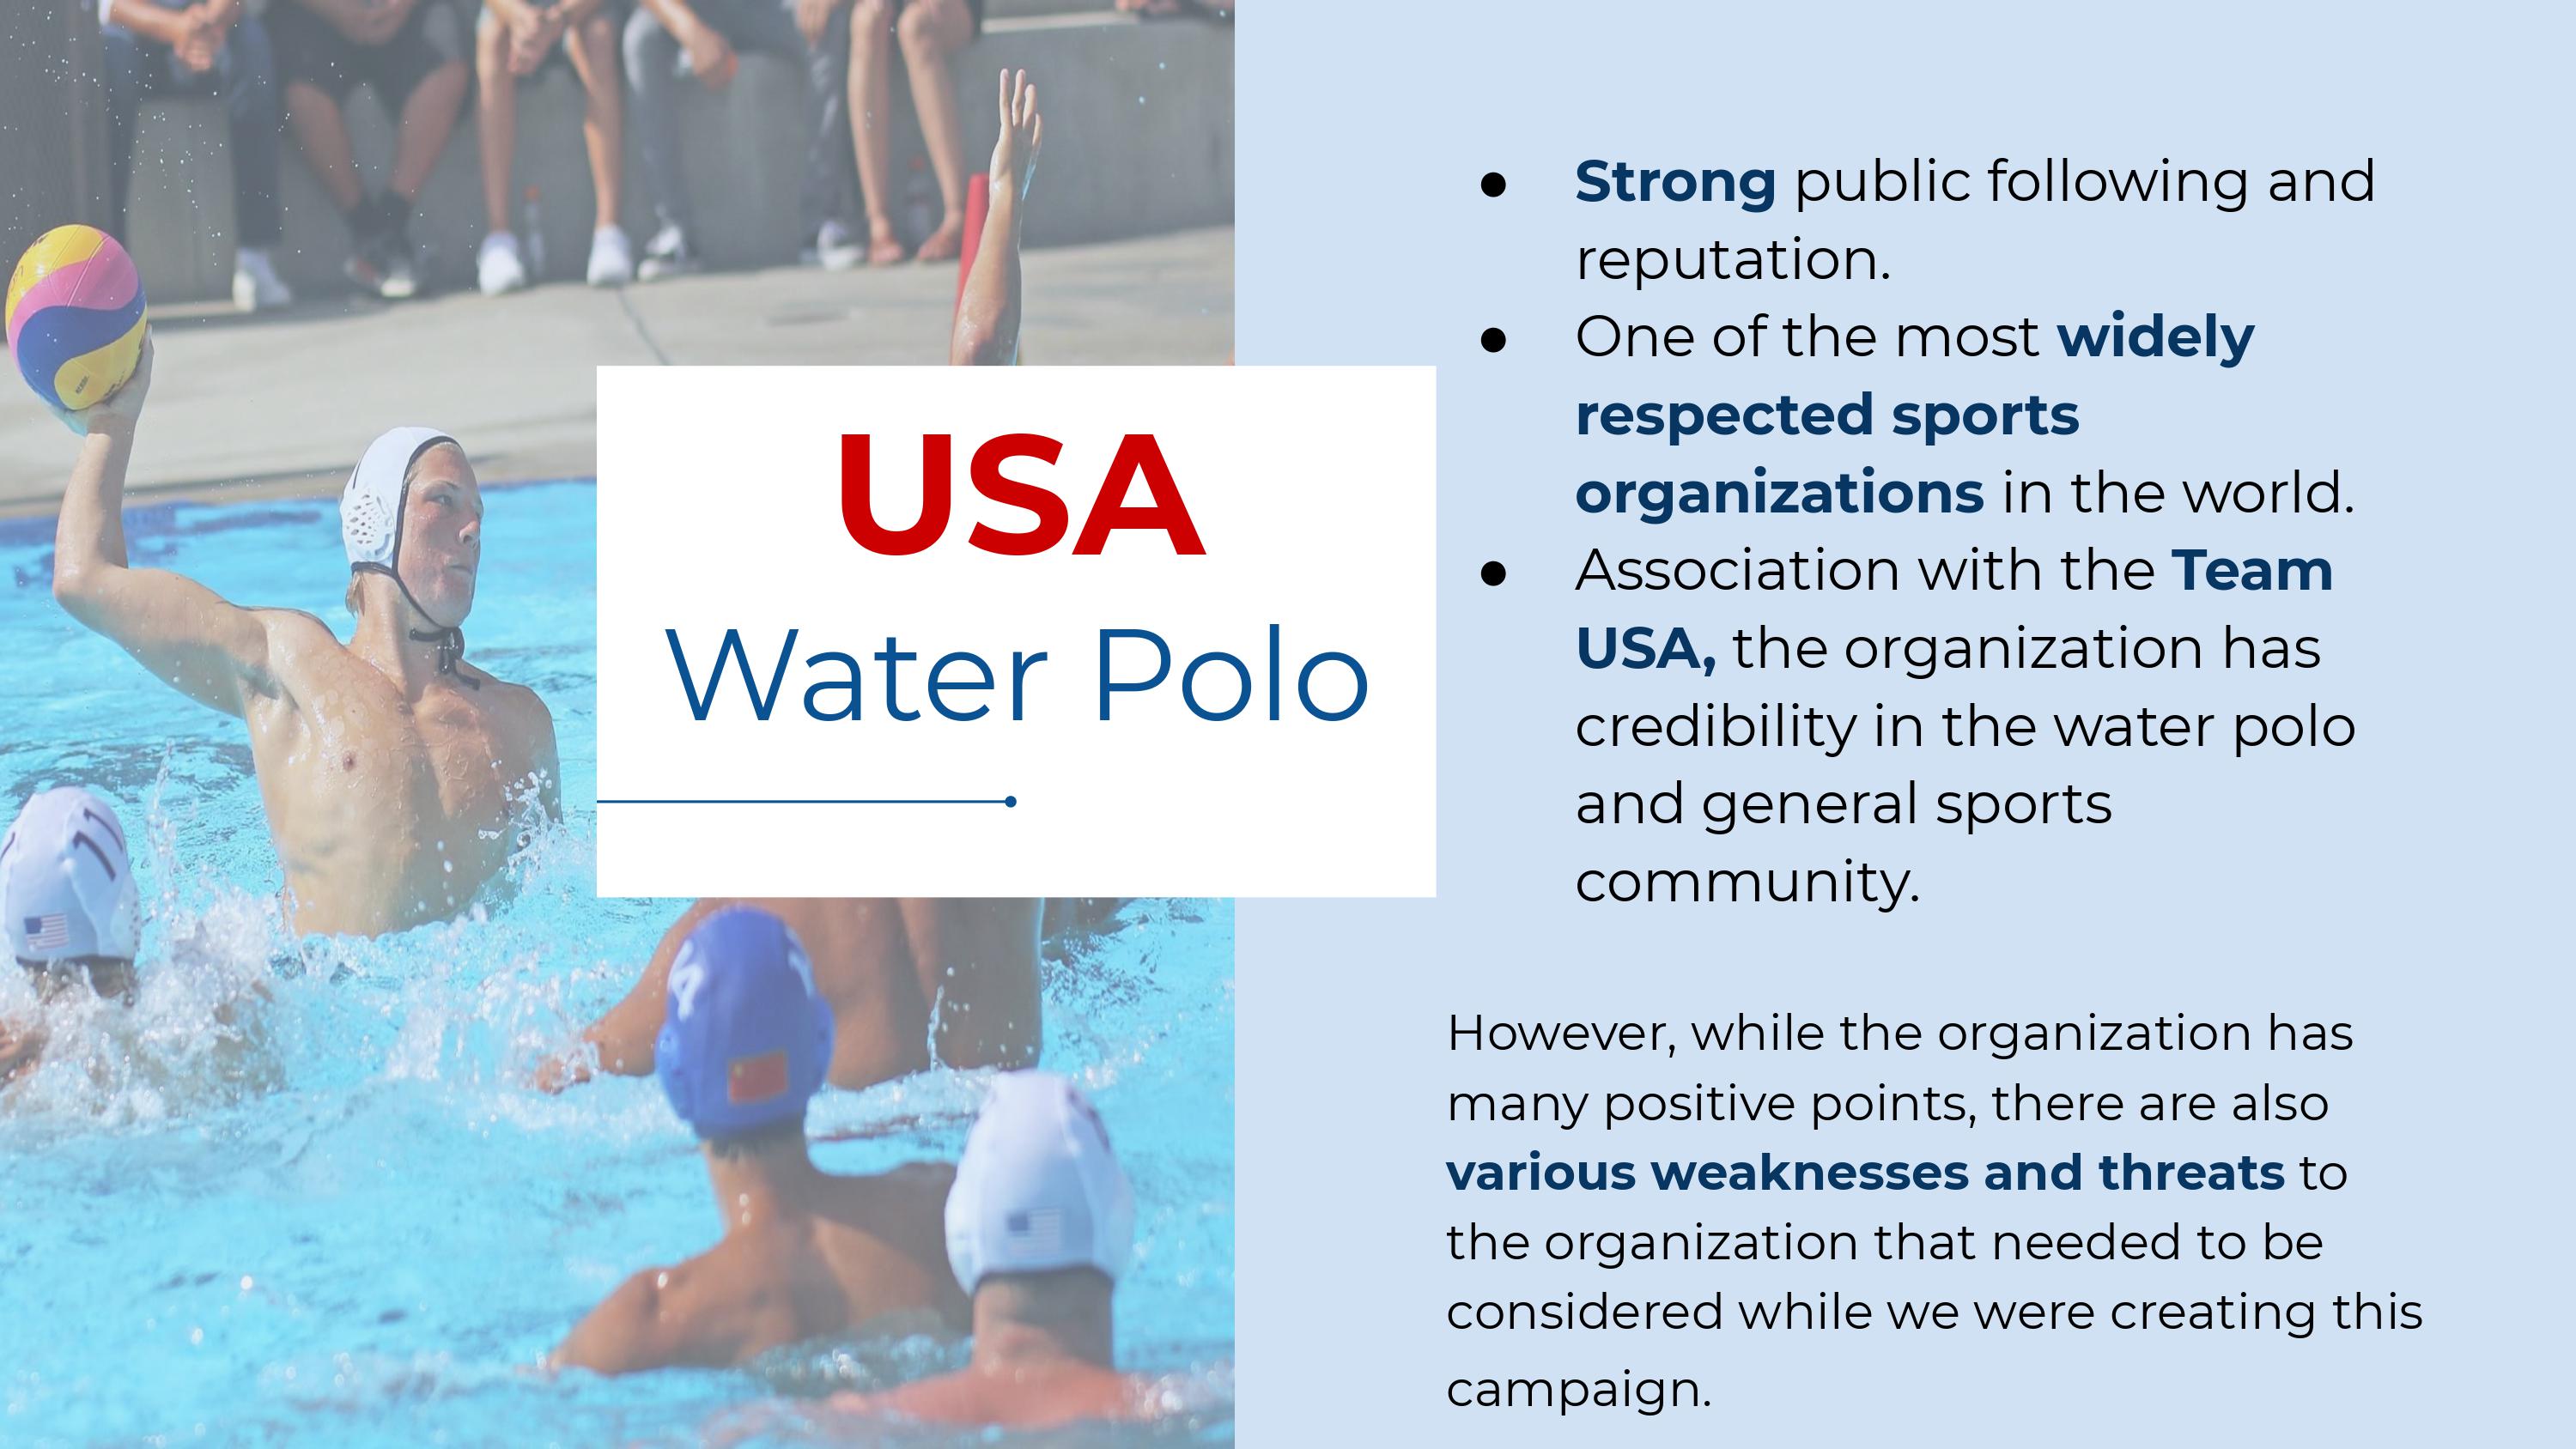 USA
Water Polo
● Strong public following and
reputation.
● One of the most widely
respected sports
organizations in the world.
● Association with the Team
USA, the organization has
credibility in the water polo
and general sports
community.
However, while the organization has
many positive points, there are also
various weaknesses and threats to
the organization that needed to be
considered while we were creating this
campaign.
11